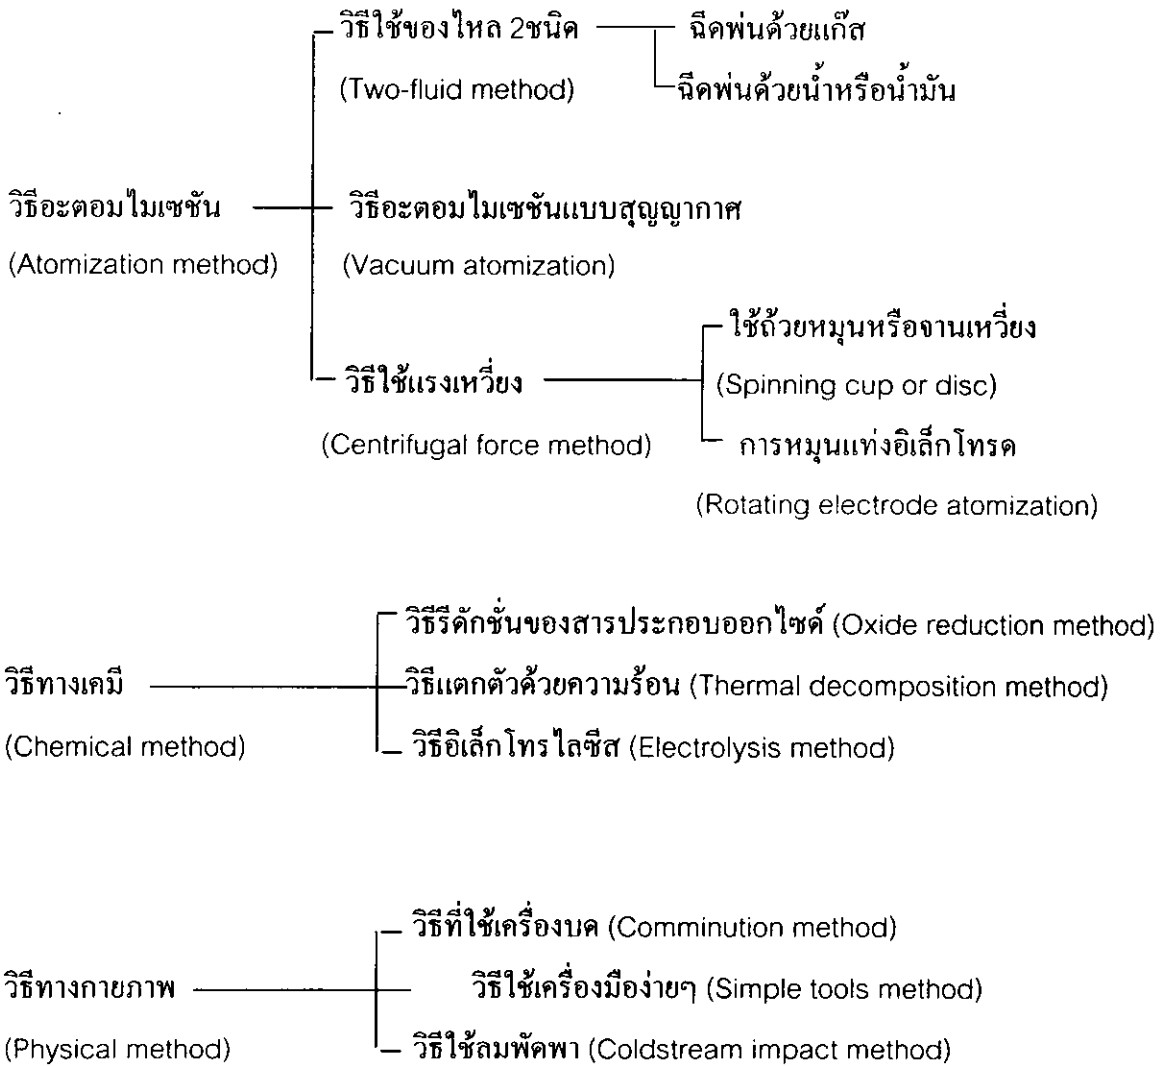 วิธีใช้ของไหล 2ชนิด ฉีดพ่นด้วยแก๊ส
(Two-fluid method) ฉีดพ่นด้วยน้ำหรือน้ำมัน
วิธีอะตอมไมเซชัน วิธีอะตอมไมเซชันแบบสุญญากาศ
(Atomization method) (Vacuum atomization)
ใช้ถ้วยหมุนหรือจานเหวี่ยง
วิธีใช้แรงเหวี่ยง (Spinning cup or disc)
(Centrifugal force method) การหมุนแท่งอิเล็กโทรด
(Rotating electrode atomization)
วิธีรีดักชั่นของสารประกอบออกไซด์ (Oxide reduction method)
วิธีทางเคมี วิธีแตกตัวด้วยความร้อน (Thermal decomposition method)
(Chemical method) วิธีอิเล็กโทรไลซีส (Electrolysis method)
วิธีที่ใช้เครื่องบด (Comminution method)
วิธีทางกายภาพ วิธีใช้เครื่องมือง่ายๆ (Simple tools method)
(Physical method) วิธีใช้ลมพัดพา (Coldstream impact method)